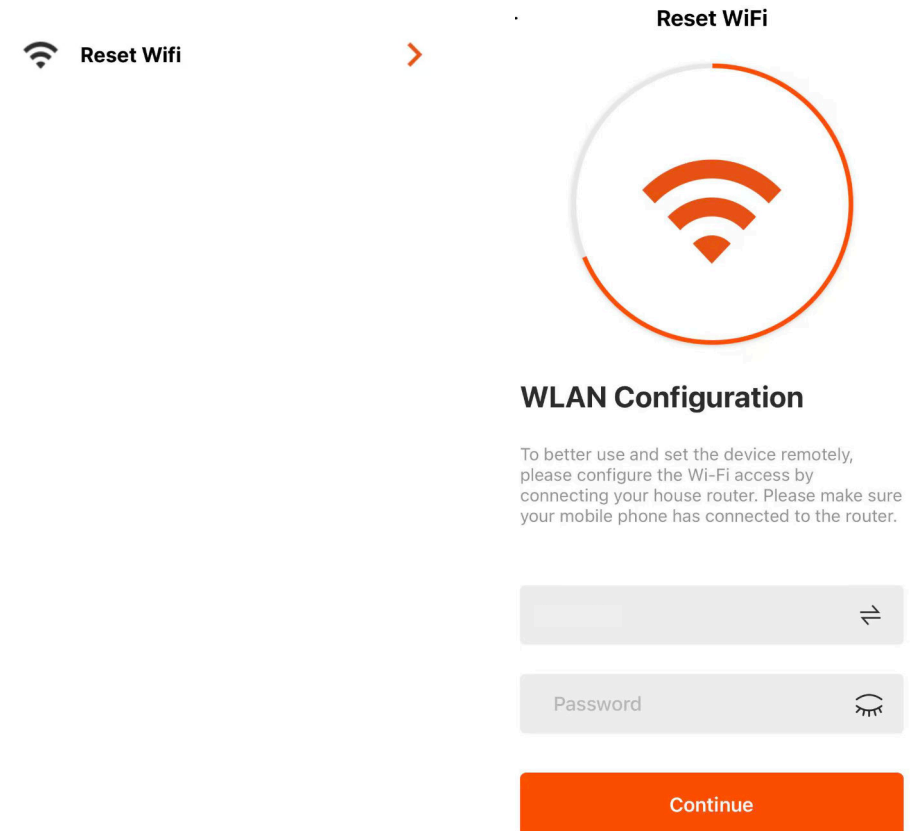 Reset Wifi
Reset WiFi
WLAN Configuration
To better use and set the device remotely,
please configure the Wi-Fi access by
connecting your house router. Please make sure
your mobile phone has connected to the router.
Password
Continue